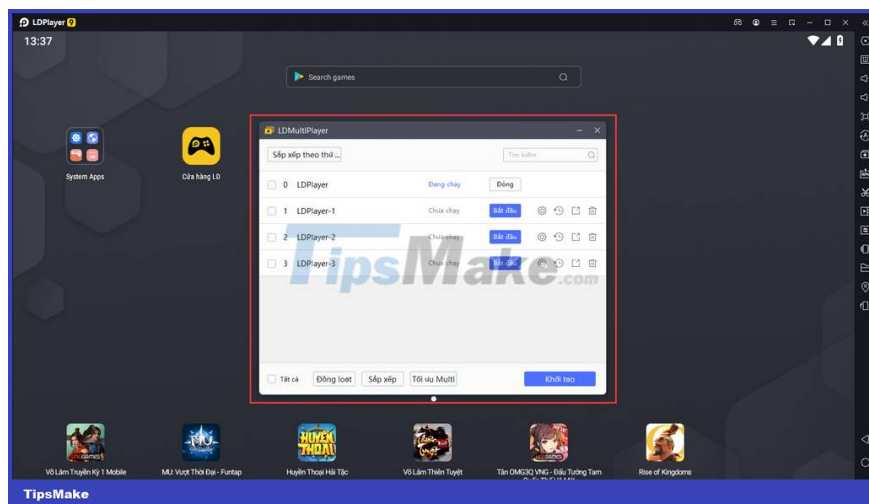 LDPlayer 9
13:37
Search games
System Apps
Cửa hàng LD
LDMultiPlayer
Sắp xếp theo thứ ...
Tìm kiếm
0 LDPlayer Đang chạy Đóng
1 LDPlayer-1 Chưa chạy Bắt đầu
2 LDPlayer-2 Chưa chạy Bắt đầu
3 LDPlayer-3 Chưa chạy Bắt đầu
TipsMake.com
Tất cả Đồng loạt Sắp xếp Tối ưu Multi Khởi tạo
HUYỀN THOẠI
Võ Lâm Truyền Kỳ 1 Mobile
MU: Vượt Thời Đại - Funtap
Huyền Thoại Hải Tặc
Võ Lâm Thiên Tuyệt
Tân OMG3Q VNG - Đấu Tướng Tam
Rise of Kingdoms
TipsMake